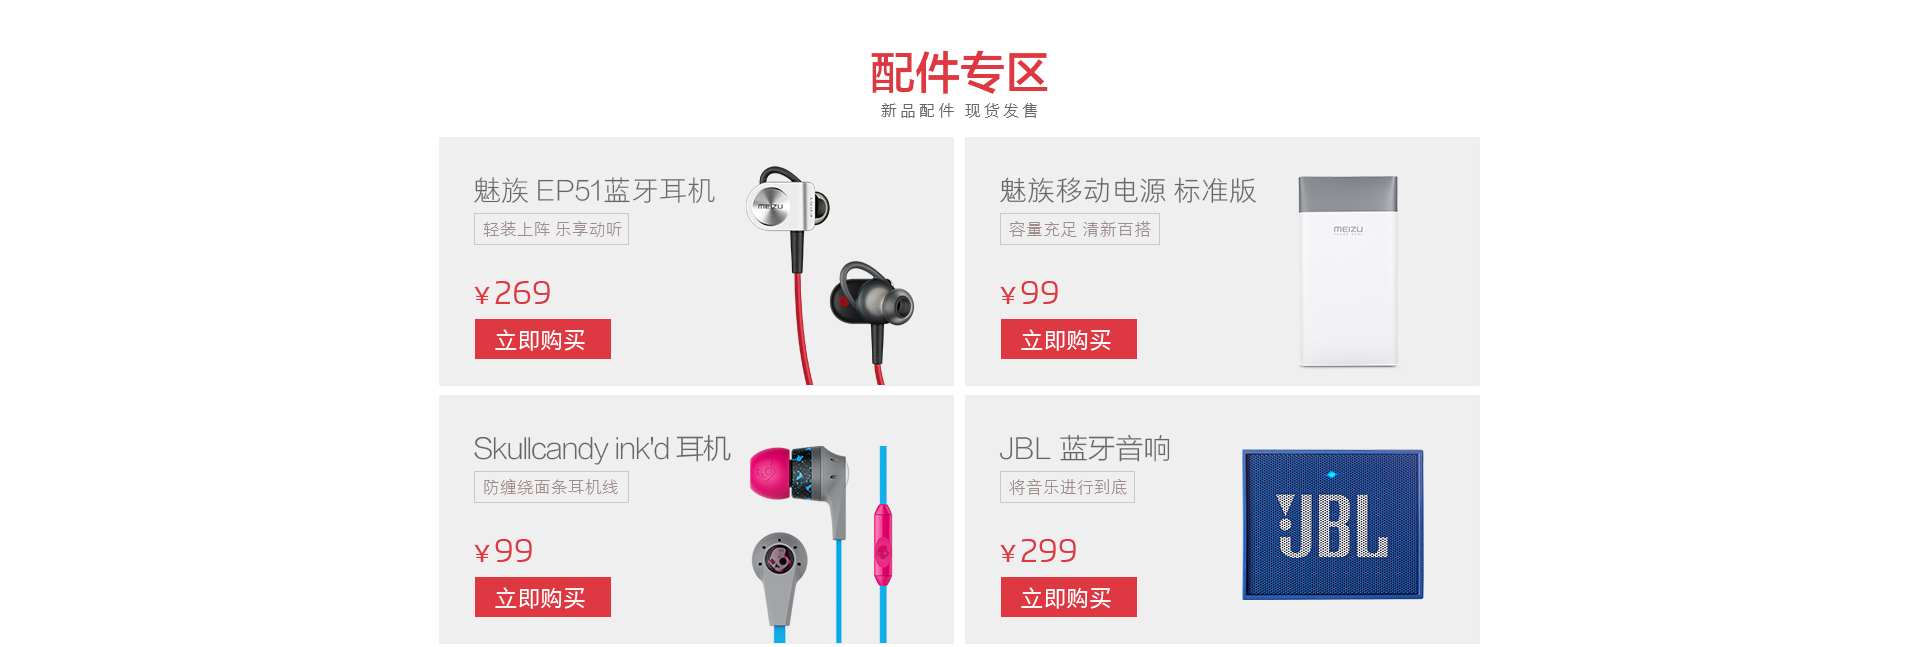 配件专区
新品配件 现货发售
魅族 EP51蓝牙耳机
轻装上阵 乐享动听
¥269
立即购买
MEIZU
EP51
魅族移动电源 标准版
容量充足 清新百搭
¥99
立即购买
MEIZU
Skullcandy ink'd 耳机
防缠绕面条耳机线
¥99
立即购买
JBL 蓝牙音响
将音乐进行到底
¥299
立即购买
JBL